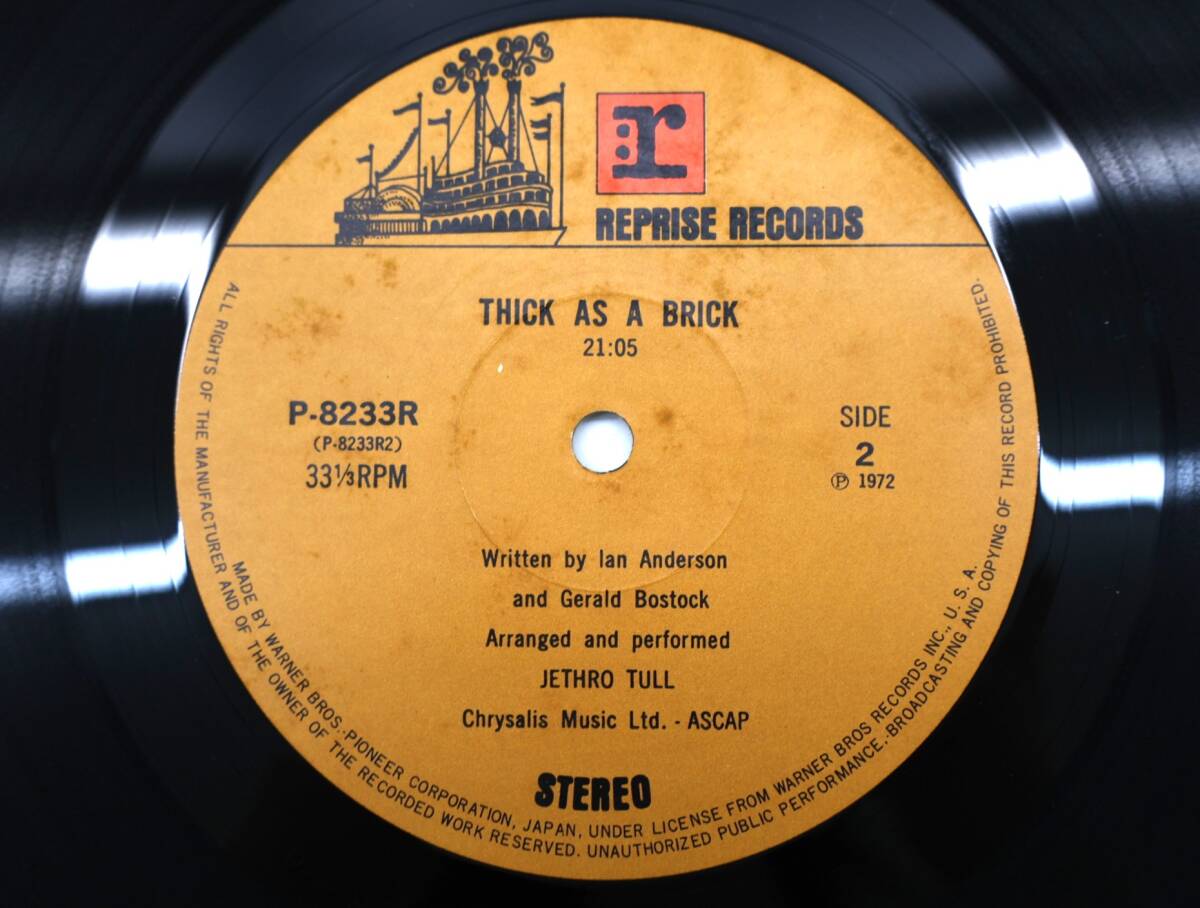 r:
REPRISE RECORDS
THICK AS A BRICK
21:05
P-8233R
(P-8233R2)
33⅓RPM
SIDE
2
Ⓟ 1972
Written by Ian Anderson
and Gerald Bostock
Arranged and performed
JETHRO TULL
Chrysalis Music Ltd. - ASCAP
STEREO
MADE BY WARNER BROS.-PIONEER CORPORATION, JAPAN, UNDER LICENSE FROM WARNER BROS RECORDS INC., U. S. A.
ALL RIGHTS OF THE MANUFACTURER AND OF THE OWNER OF THE RECORDED WORK RESERVED. UNAUTHORIZED PUBLIC PERFORMANCE.·BROADCASTING AND COPYING OF THIS RECORD PROHIBITED.